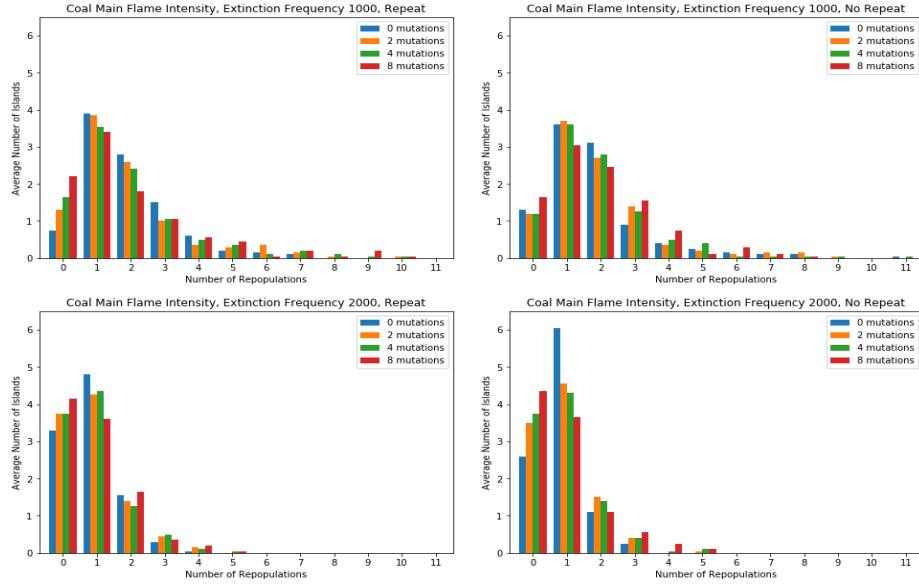 Coal Main Flame Intensity, Extinction Frequency 1000, Repeat
6
5
4
3
2
1
0
Average Number of Islands
0 mutations
2 mutations
4 mutations
8 mutations
0 1 2 3 4 5 6 7 8 9 10 11
Number of Repopulations
Coal Main Flame Intensity, Extinction Frequency 1000, No Repeat
6
5
4
3
2
1
0
Average Number of Islands
0 mutations
2 mutations
4 mutations
8 mutations
0 1 2 3 4 5 6 7 8 9 10 11
Number of Repopulations
Coal Main Flame Intensity, Extinction Frequency 2000, Repeat
6
5
4
3
2
1
0
Average Number of Islands
0 mutations
2 mutations
4 mutations
8 mutations
0 1 2 3 4 5 6 7 8 9 10 11
Number of Repopulations
Coal Main Flame Intensity, Extinction Frequency 2000, No Repeat
6
5
4
3
2
1
0
Average Number of Islands
0 mutations
2 mutations
4 mutations
8 mutations
0 1 2 3 4 5 6 7 8 9 10 11
Number of Repopulations